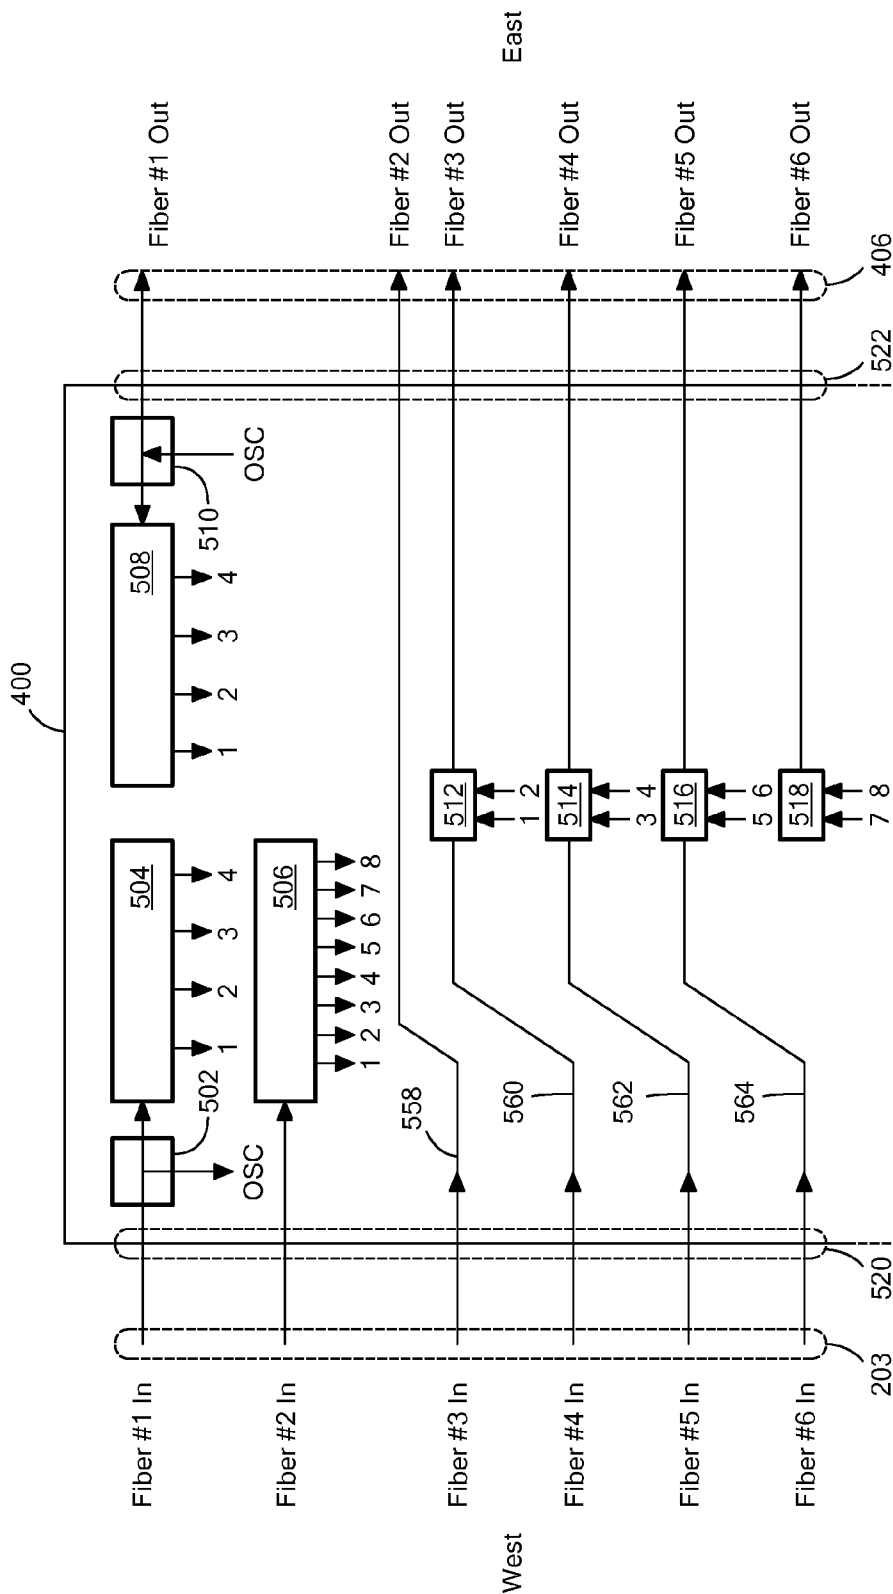 400
West
East
Fiber #1 In
Fiber #2 In
Fiber #3 In
Fiber #4 In
Fiber #5 In
Fiber #6 In
203
520
502
OSC
504
1 2 3 4
506
1 2 3 4 5 6 7 8
508
1 2 3 4
510
OSC
558
560
562
564
512
1 2
514
3 4
516
5 6
518
7 8
522
406
Fiber #1 Out
Fiber #2 Out
Fiber #3 Out
Fiber #4 Out
Fiber #5 Out
Fiber #6 Out